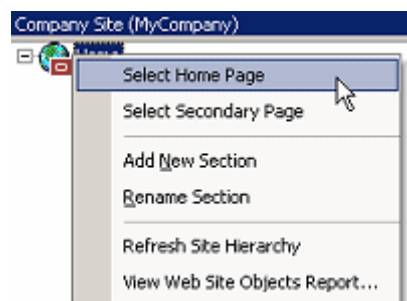 Company Site (MyCompany)
Select Home Page
Select Secondary Page
Add New Section
Rename Section
Refresh Site Hierarchy
View Web Site Objects Report...